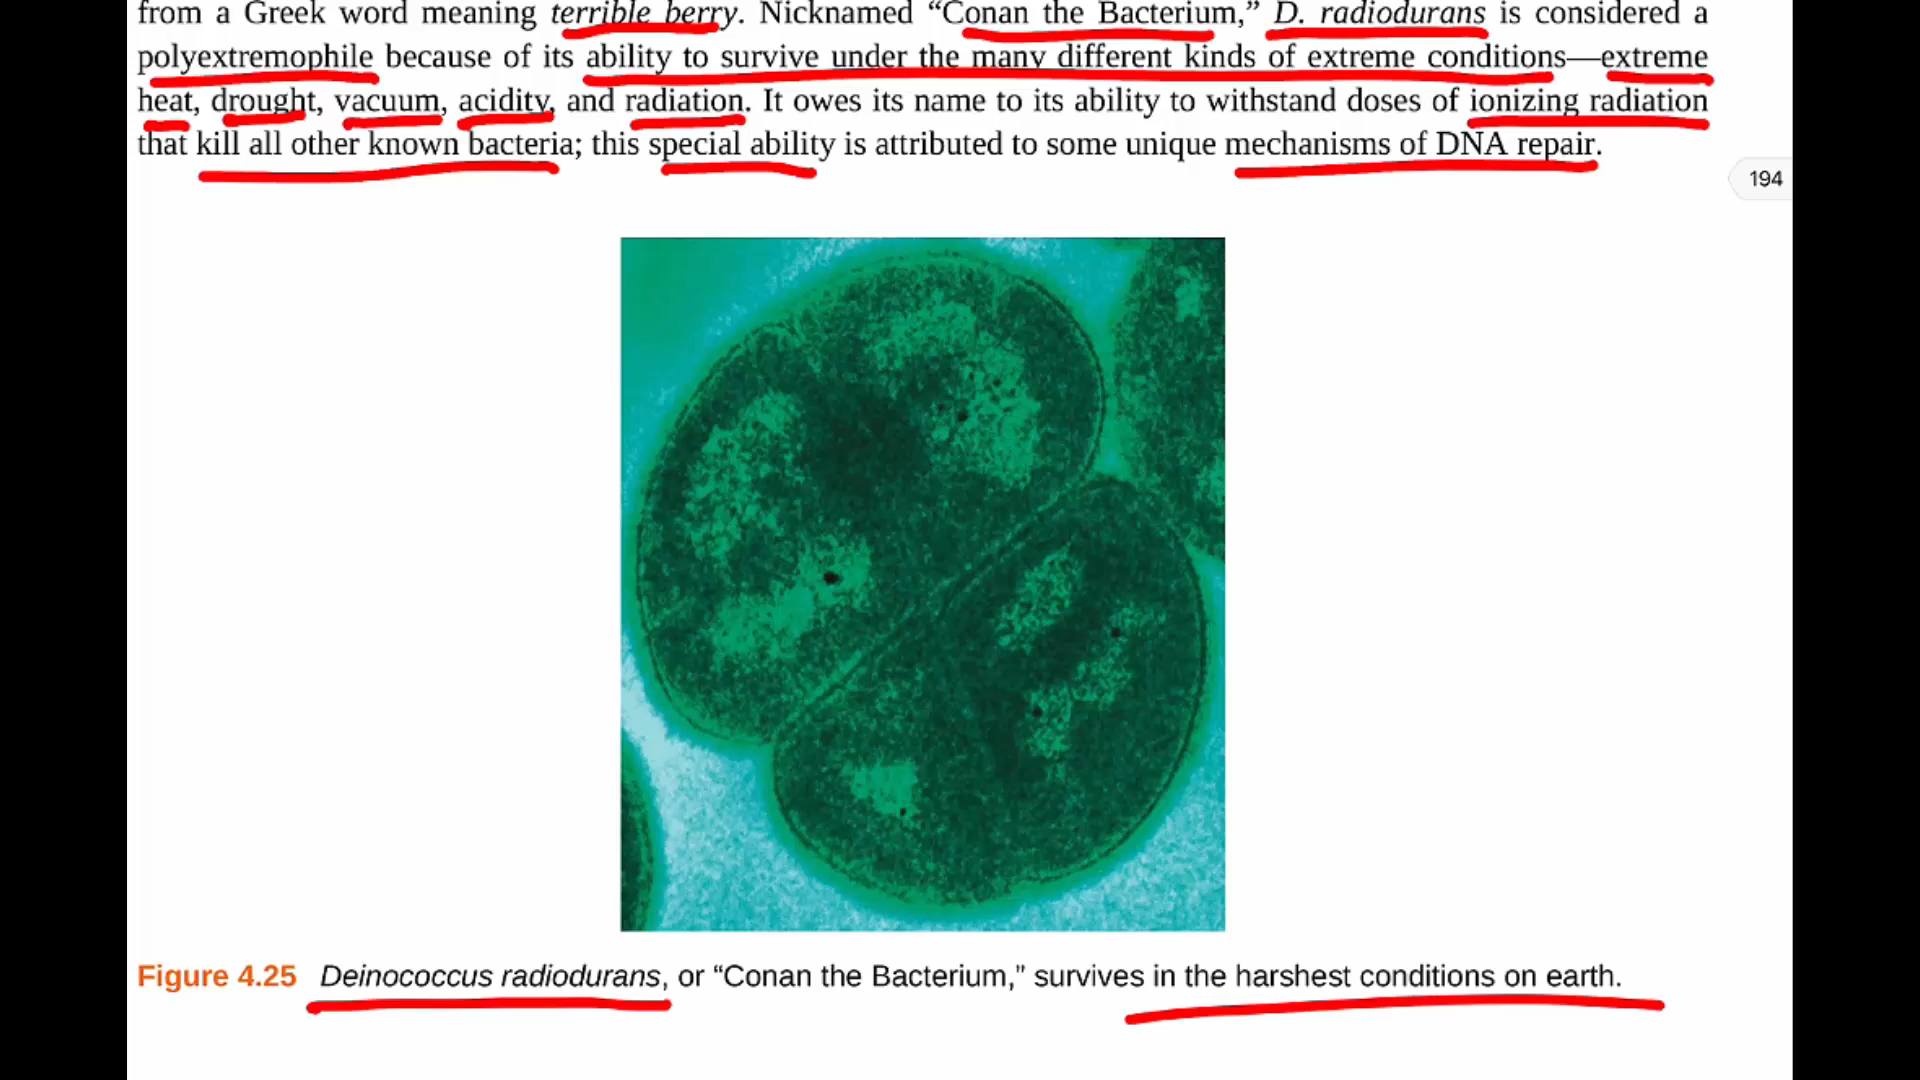 from a Greek word meaning terrible berry. Nicknamed “Conan the Bacterium,” D. radiodurans is considered a
polyextremophile because of its ability to survive under the many different kinds of extreme conditions—extreme
heat, drought, vacuum, acidity, and radiation. It owes its name to its ability to withstand doses of ionizing radiation
that kill all other known bacteria; this special ability is attributed to some unique mechanisms of DNA repair.
194
Figure 4.25 Deinococcus radiodurans, or “Conan the Bacterium,” survives in the harshest conditions on earth.